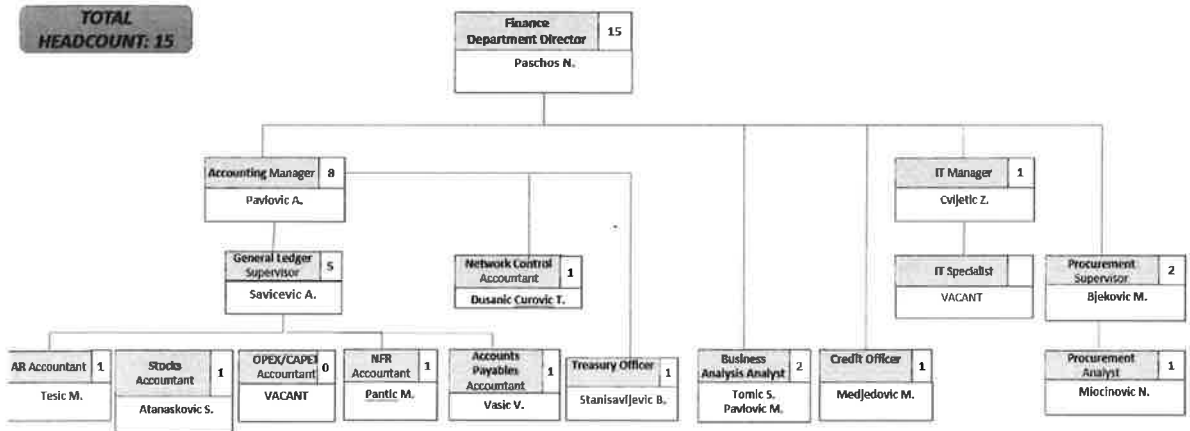 TOTAL
HEADCOUNT: 15
Finance
Department Director
15
Paschos N.
Accounting Manager
8
Pavlovic A.
IT Manager
1
Cvijetic Z.
General Ledger
Supervisor
5
Savicevic A.
Network Control
Accountant
1
Dusanic Curovic T.
IT Specialist
VACANT
Procurement
Supervisor
2
Bjekovic M.
AR Accountant
1
Tesic M.
Stocks
Accountant
1
Atanaskovic S.
OPEX/CAPEX
Accountant
0
VACANT
NFR
Accountant
1
Pantic M.
Accounts
Payables
Accountant
1
Vasic V.
Treasury Officer
1
Stanisavljevic B.
Business
Analysis Analyst
2
Tomic S.
Pavlovic M.
Credit Officer
1
Medjedovic M.
Procurement
Analyst
1
Miocinovic N.